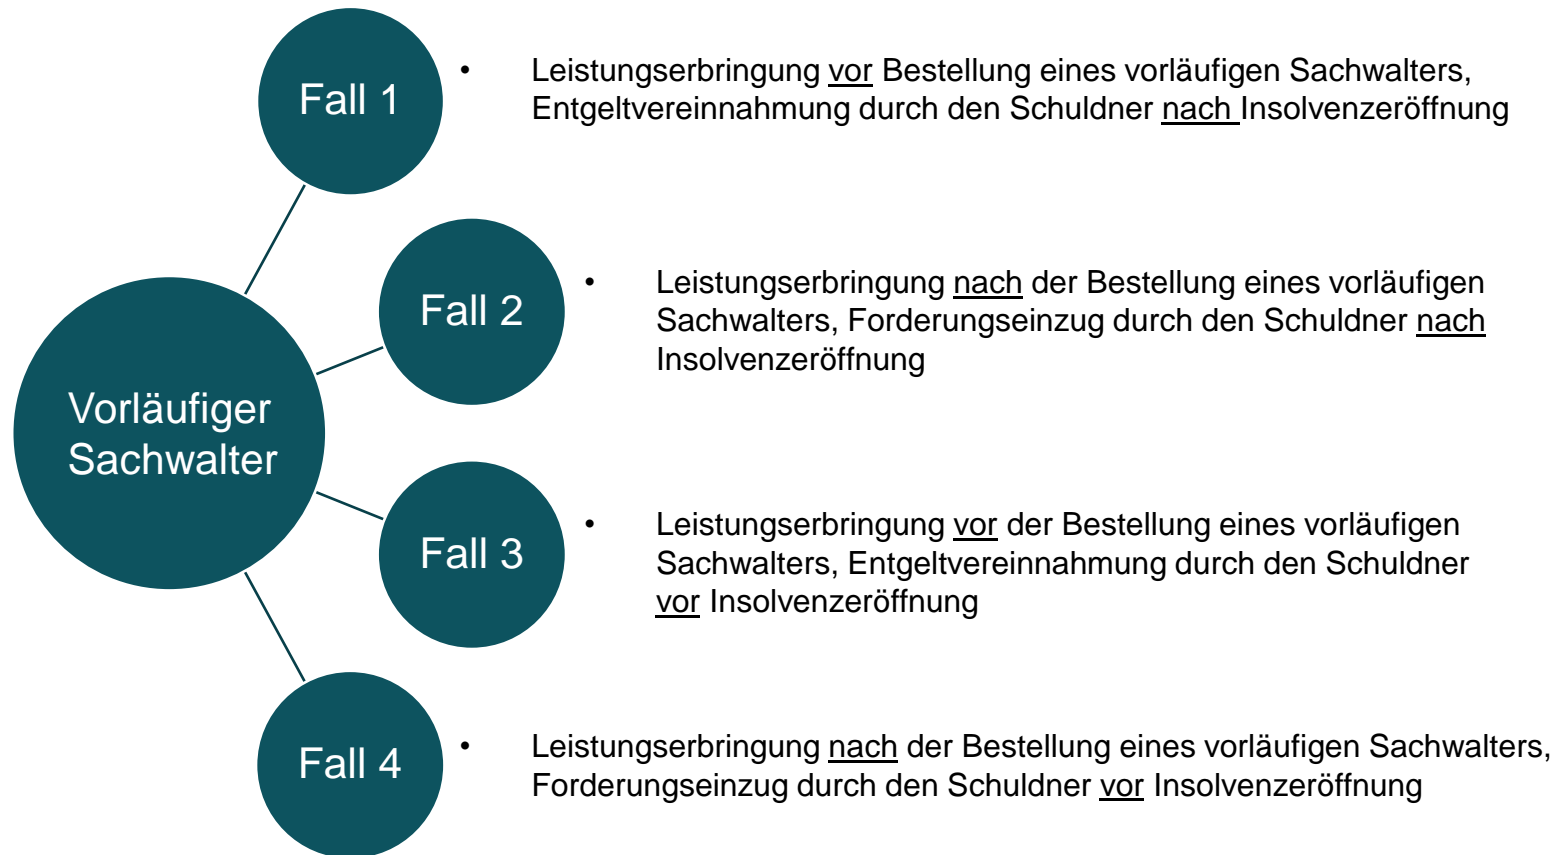 Fall 1
• Leistungserbringung vor Bestellung eines vorläufigen Sachwalters,
Entgeltvereinnahmung durch den Schuldner nach Insolvenzeröffnung
Fall 2
• Leistungserbringung nach der Bestellung eines vorläufigen
Sachwalters, Forderungseinzug durch den Schuldner nach
Insolvenzeröffnung
Vorläufiger
Sachwalter
Fall 3
• Leistungserbringung vor der Bestellung eines vorläufigen
Sachwalters, Entgeltvereinnahmung durch den Schuldner
vor Insolvenzeröffnung
Fall 4
• Leistungserbringung nach der Bestellung eines vorläufigen Sachwalters,
Forderungseinzug durch den Schuldner vor Insolvenzeröffnung